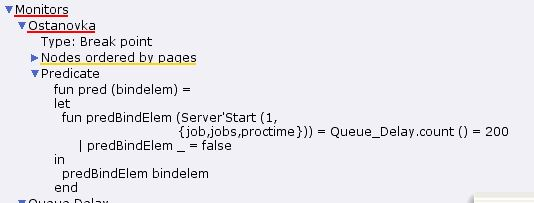 Monitors
Ostanovka
Type: Break point
Nodes ordered by pages
Predicate
fun pred (bindelem) =
let
fun predBindElem (Server'Start (1,
{job,jobs,proctime})) = Queue_Delay.count () = 200
| predBindElem _ = false
in
predBindElem bindelem
end
Queue Delay